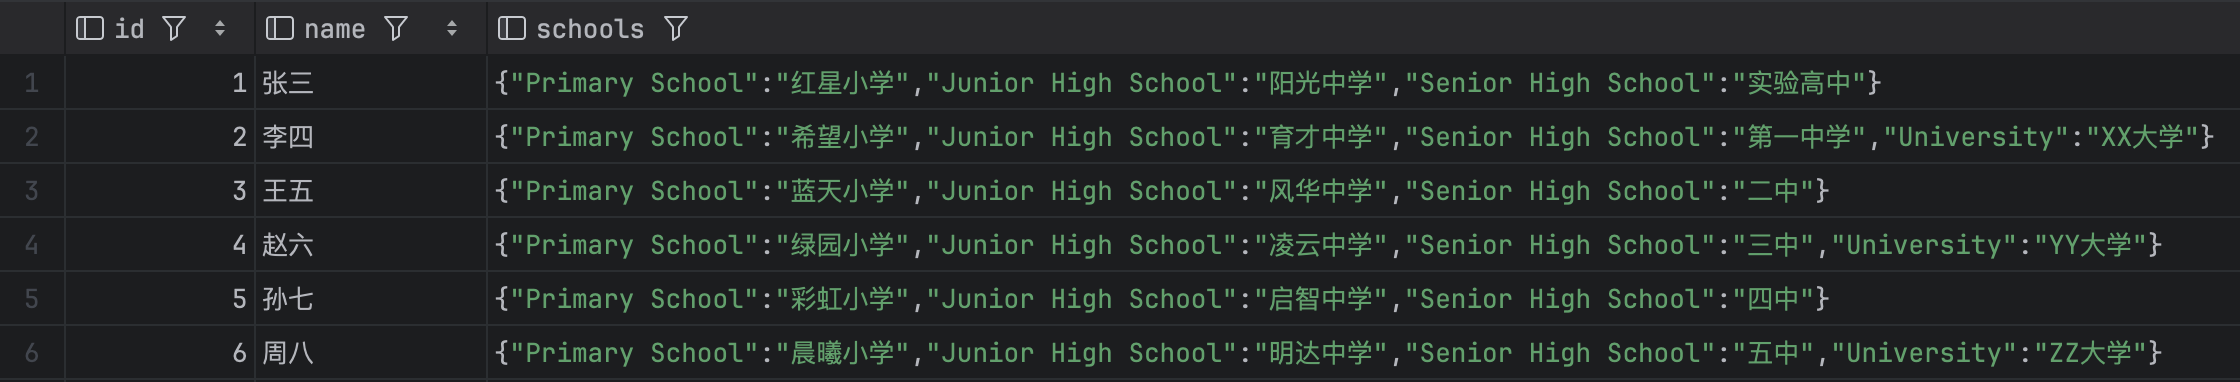 id name schools
1 1 张三 {"Primary School":"红星小学","Junior High School":"阳光中学","Senior High School":"实验高中"}
2 2 李四 {"Primary School":"希望小学","Junior High School":"育才中学","Senior High School":"第一中学","University":"XX大学"}
3 3 王五 {"Primary School":"蓝天小学","Junior High School":"风华中学","Senior High School":"二中"}
4 4 赵六 {"Primary School":"绿园小学","Junior High School":"凌云中学","Senior High School":"三中","University":"YY大学"}
5 5 孙七 {"Primary School":"彩虹小学","Junior High School":"启智中学","Senior High School":"四中"}
6 6 周八 {"Primary School":"晨曦小学","Junior High School":"明达中学","Senior High School":"五中","University":"ZZ大学"}